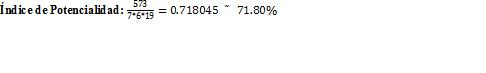 Índice de Potencialidad: 573/7*6*19 = 0.718045 ~ 71.80%